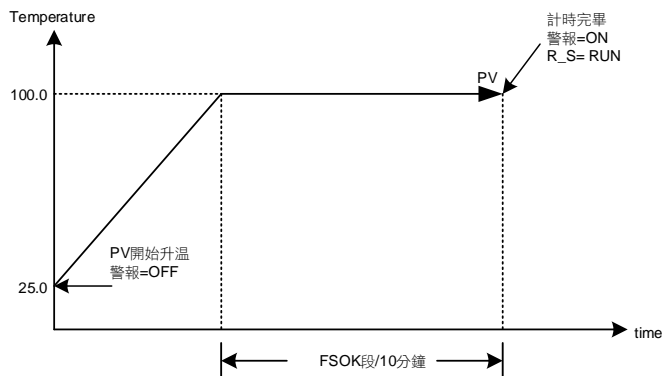 Temperature
計時完畢
警報=ON
R_S= RUN
100.0
PV
PV開始升温
警報=OFF
25.0
time
FSOK段/10分鐘